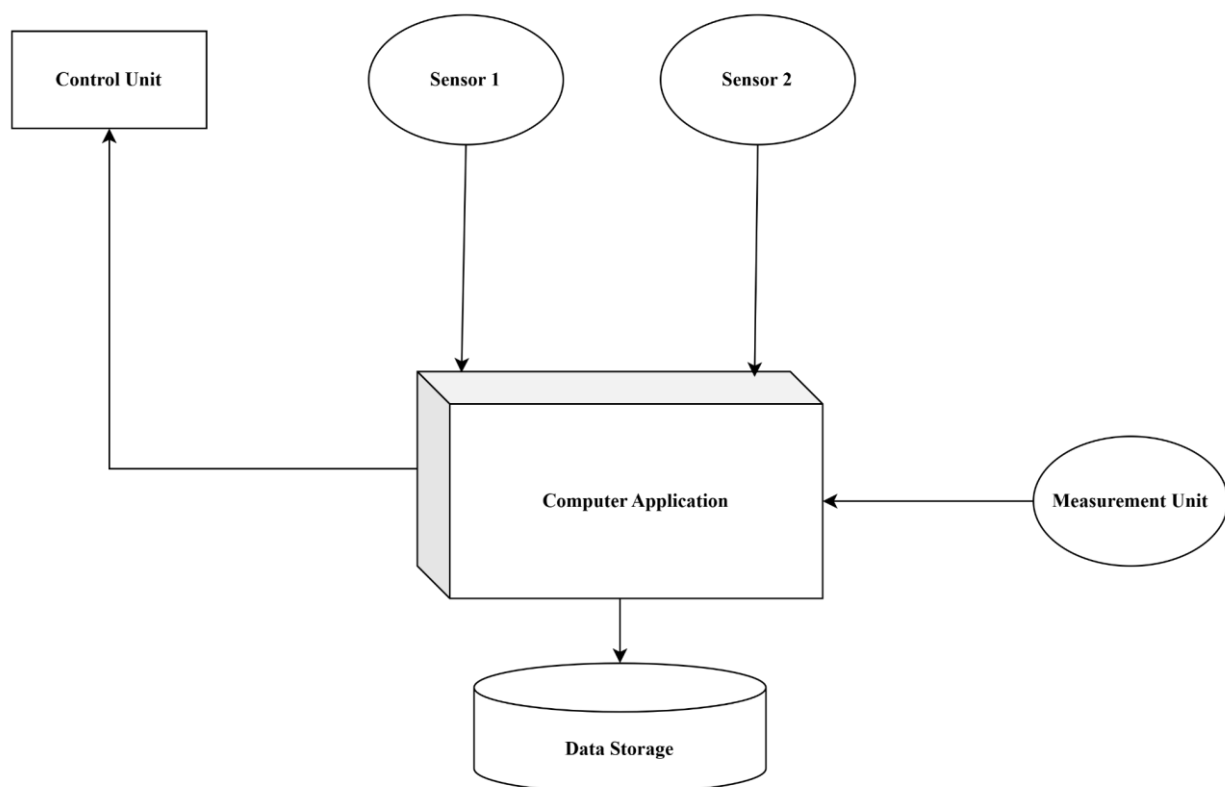 Control Unit
Sensor 1
Sensor 2
Computer Application
Measurement Unit
Data Storage